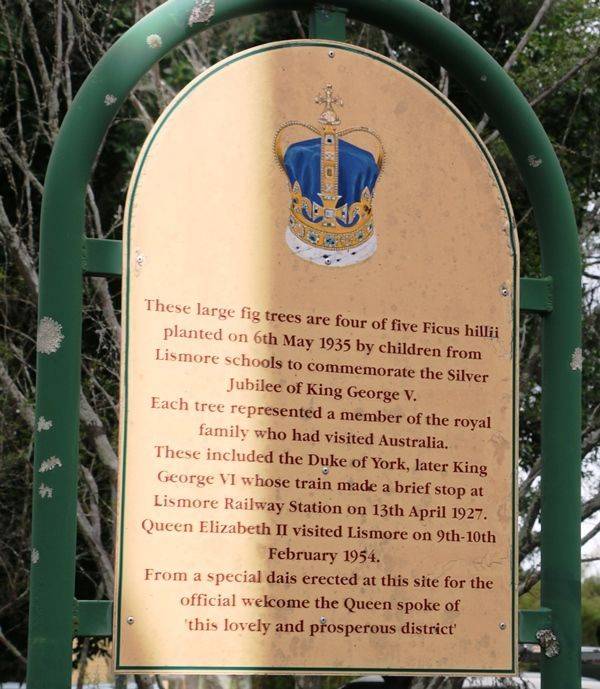 These large fig trees are four of five Ficus hillii
planted on 6th May 1935 by children from
Lismore schools to commemorate the Silver
Jubilee of King George V.
Each tree represented a member of the royal
family who had visited Australia.
These included the Duke of York, later King
George VI whose train made a brief stop at
Lismore Railway Station on 13th April 1927.
Queen Elizabeth II visited Lismore on 9th-10th
February 1954.
From a special dais erected at this site for the
official welcome the Queen spoke of
'this lovely and prosperous district'